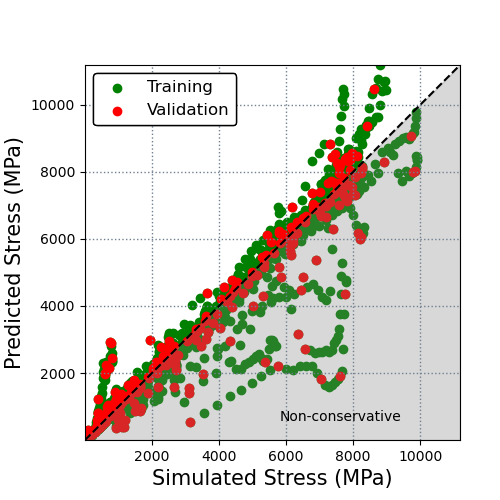 Training
Validation
10000
8000
6000
4000
2000
Predicted Stress (MPa)
Non-conservative
2000 4000 6000 8000 10000
Simulated Stress (MPa)